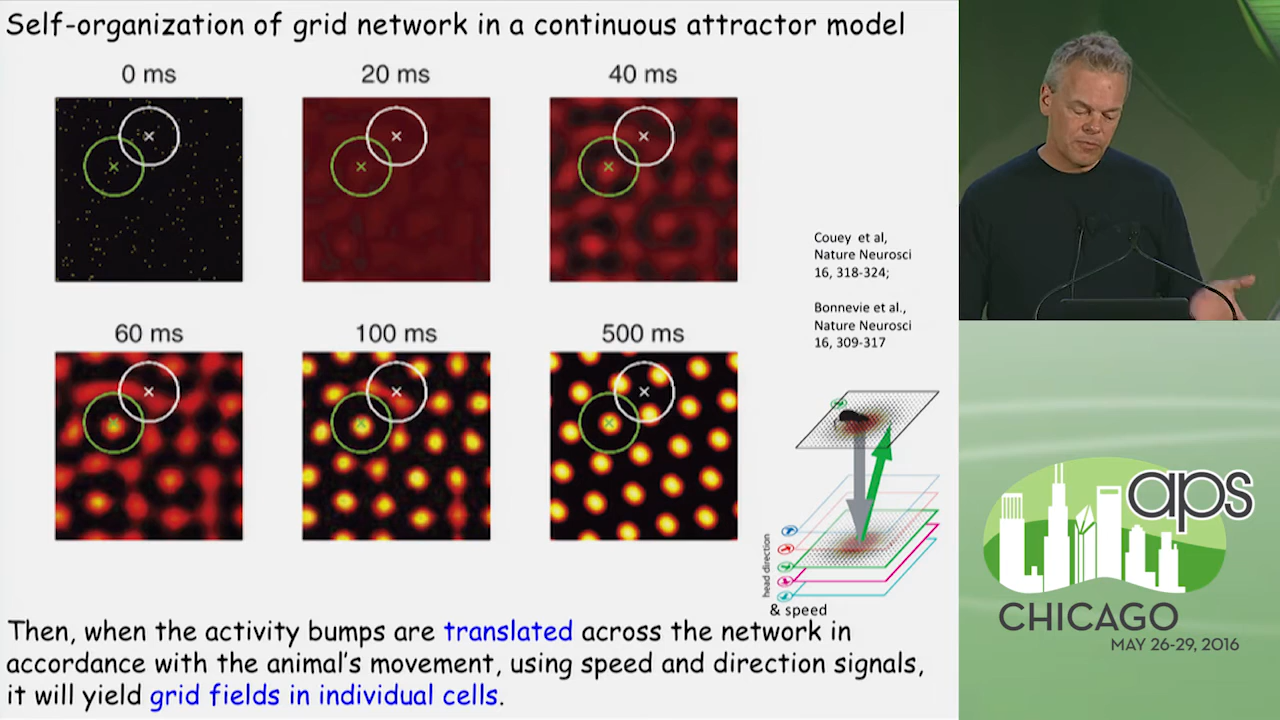 Self-organization of grid network in a continuous attractor model
0 ms
20 ms
40 ms
60 ms
100 ms
500 ms
Couey et al,
Nature Neurosci
16, 318-324;
Bonnevie et al.,
Nature Neurosci
16, 309-317
head direction
& speed
Then, when the activity bumps are translated across the network in
accordance with the animal's movement, using speed and direction signals,
it will yield grid fields in individual cells.
aps
CHICAGO
MAY 26-29, 2016